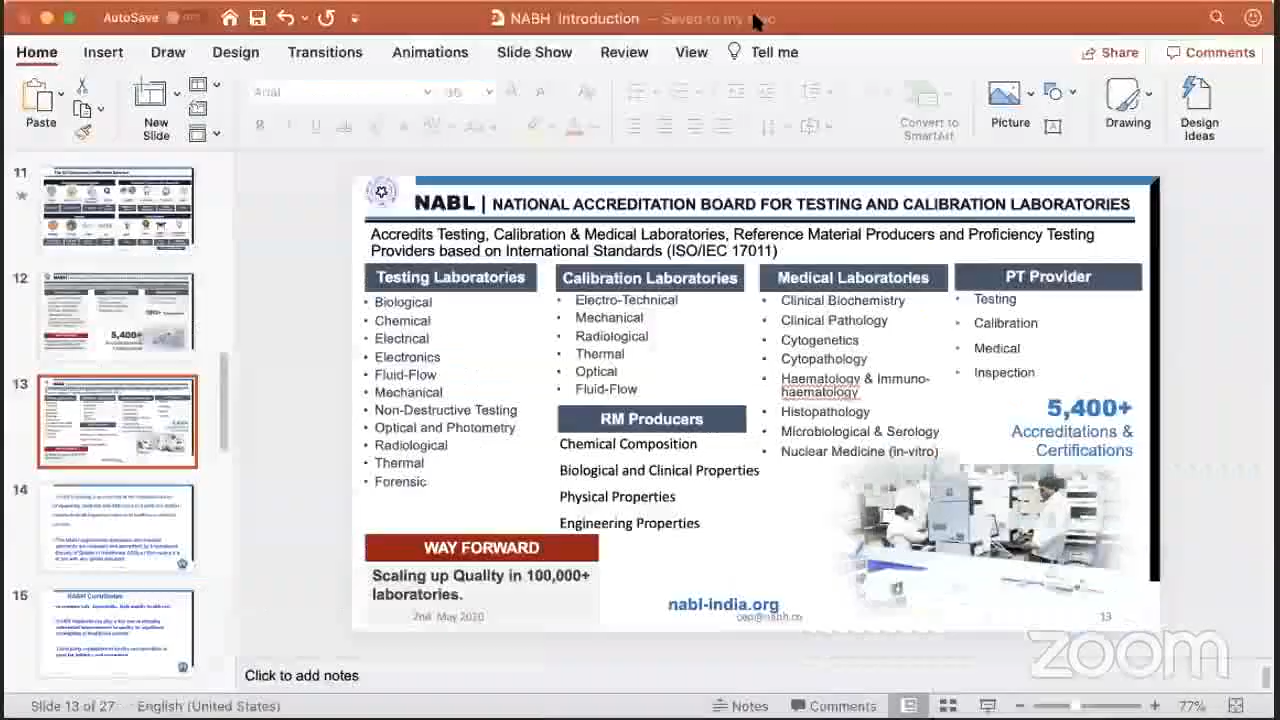 AutoSave
NABH Introduction — Saved to my
Home Insert Draw Design Transitions Animations Slide Show Review View Tell me
Share Comments
Paste
New
Slide
Arial
Convert to
SmartArt
Picture
Drawing
Design
Ideas
11
12
13
14
15
NABL | NATIONAL ACCREDITATION BOARD FOR TESTING AND CALIBRATION LABORATORIES
Accredits Testing, Calibration & Medical Laboratories, Reference Material Producers and Proficiency Testing
Providers based on International Standards (ISO/IEC 17011)
Testing Laboratories
• Biological
• Chemical
• Electrical
• Electronics
• Fluid-Flow
• Mechanical
• Non-Destructive Testing
• Optical and Photometry
• Radiological
• Thermal
• Forensic
Calibration Laboratories
Electro-Technical
• Mechanical
• Radiological
• Thermal
• Optical
• Fluid-Flow
RM Producers
Chemical Composition
Biological and Clinical Properties
Physical Properties
Engineering Properties
Medical Laboratories
Clinical Biochemistry
Clinical Pathology
Cytogenetics
• Cytopathology
Haematology & Immuno-
haematology
Histopathology
Microbiological & Serology
Nuclear Medicine (in-vitro)
PT Provider
• Testing
• Calibration
• Medical
• Inspection
5,400+
Accreditations &
Certifications
WAY FORWARD
Scaling up Quality in 100,000+
laboratories.
May 2020
nabl-india.org
13
zoom
Click to add notes
Slide 13 of 27 English (United States)
Notes Comments 77%